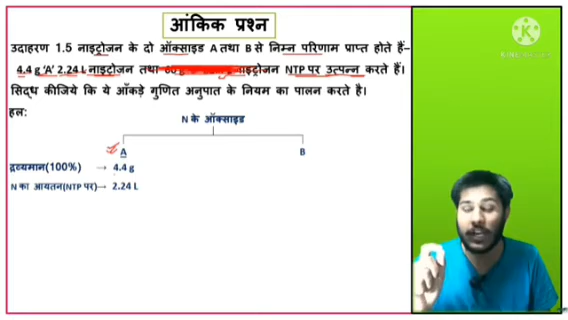 आंकिक प्रश्न
उदाहरण 1.5 नाइट्रोजन के दो ऑक्साइड A तथा B से निम्न परिणाम प्राप्त होते हैं-
4.4 g 'A' 2.24 L नाइट्रोजन तथा नाइट्रोजन NTP पर उत्पन्न करते हैं।
सिद्ध कीजिये कि ये आँकड़े गुणित अनुपात के नियम का पालन करते है।
हल:
N के ऑक्साइड
A B
द्रव्यमान(100%) → 4.4 g
N का आयतन(NTP पर)→ 2.24 L